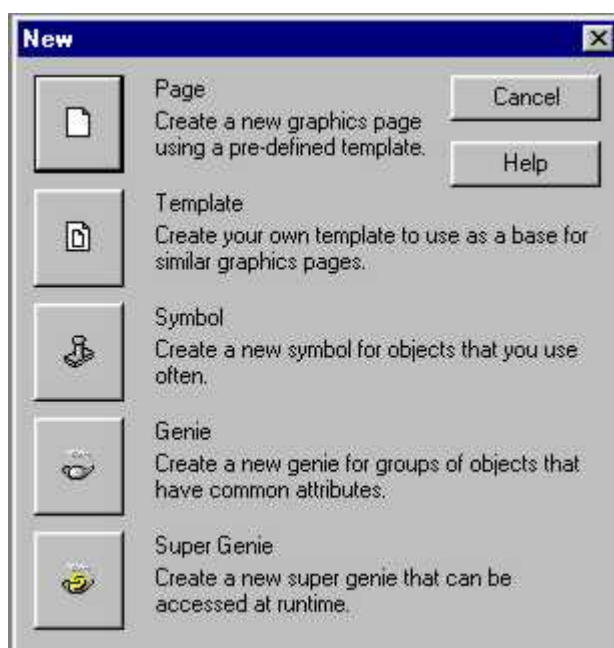 New
Page
Create a new graphics page
using a pre-defined template.
Cancel
Help
Template
Create your own template to use as a base for
similar graphics pages.
Symbol
Create a new symbol for objects that you use
often.
Genie
Create a new genie for groups of objects that
have common attributes.
Super Genie
Create a new super genie that can be
accessed at runtime.